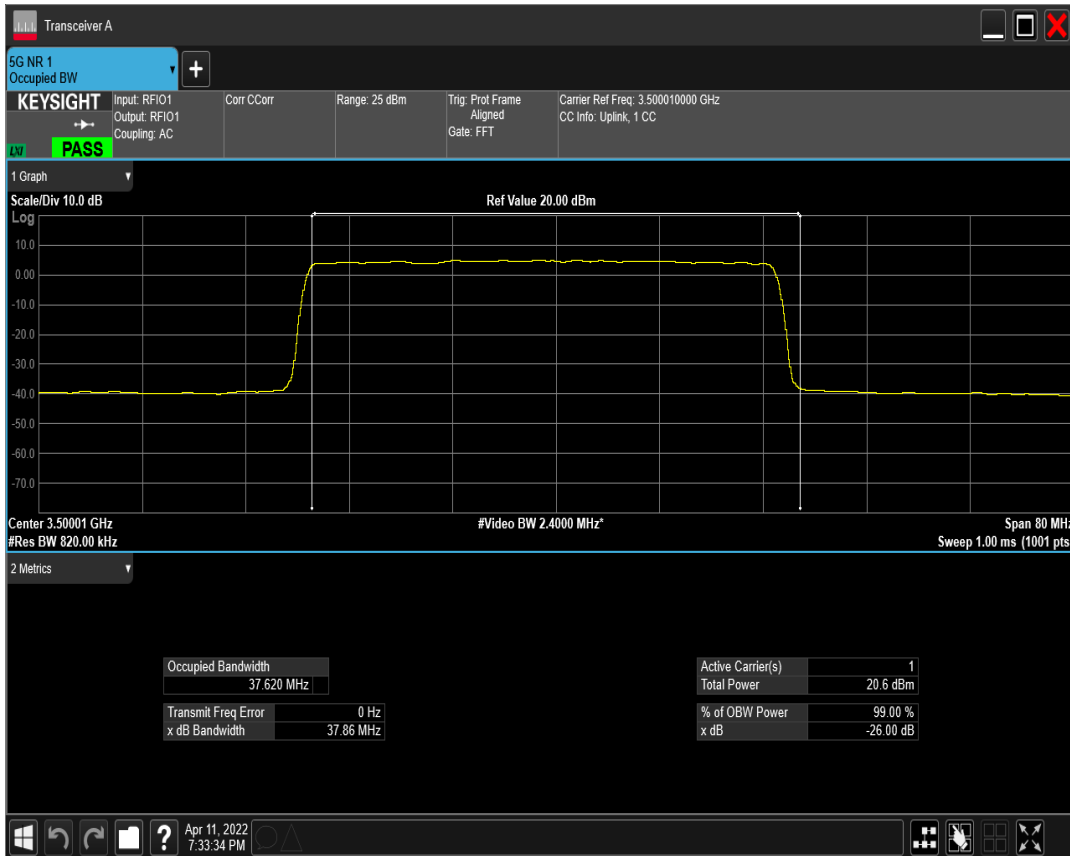 Transceiver A
5G NR 1
Occupied BW
KEYSIGHT
LXI
PASS
Input: RFIO1
Output: RFIO1
Coupling: AC
Corr CCorr
Range: 25 dBm
Trig: Prot Frame
Aligned
Gate: FFT
Carrier Ref Freq: 3.500010000 GHz
CC Info: Uplink, 1 CC
1 Graph
Scale/Div 10.0 dB
Ref Value 20.00 dBm
Log
10.0
0.00
-10.0
-20.0
-30.0
-40.0
-50.0
-60.0
-70.0
Center 3.50001 GHz
#Video BW 2.4000 MHz*
Span 80 MHz
#Res BW 820.00 kHz
Sweep 1.00 ms (1001 pts
2 Metrics
Occupied Bandwidth
37.620 MHz
Transmit Freq Error 0 Hz
x dB Bandwidth 37.86 MHz
Active Carrier(s) 1
Total Power 20.6 dBm
% of OBW Power 99.00 %
x dB -26.00 dB
?
Apr 11, 2022
7:33:34 PM